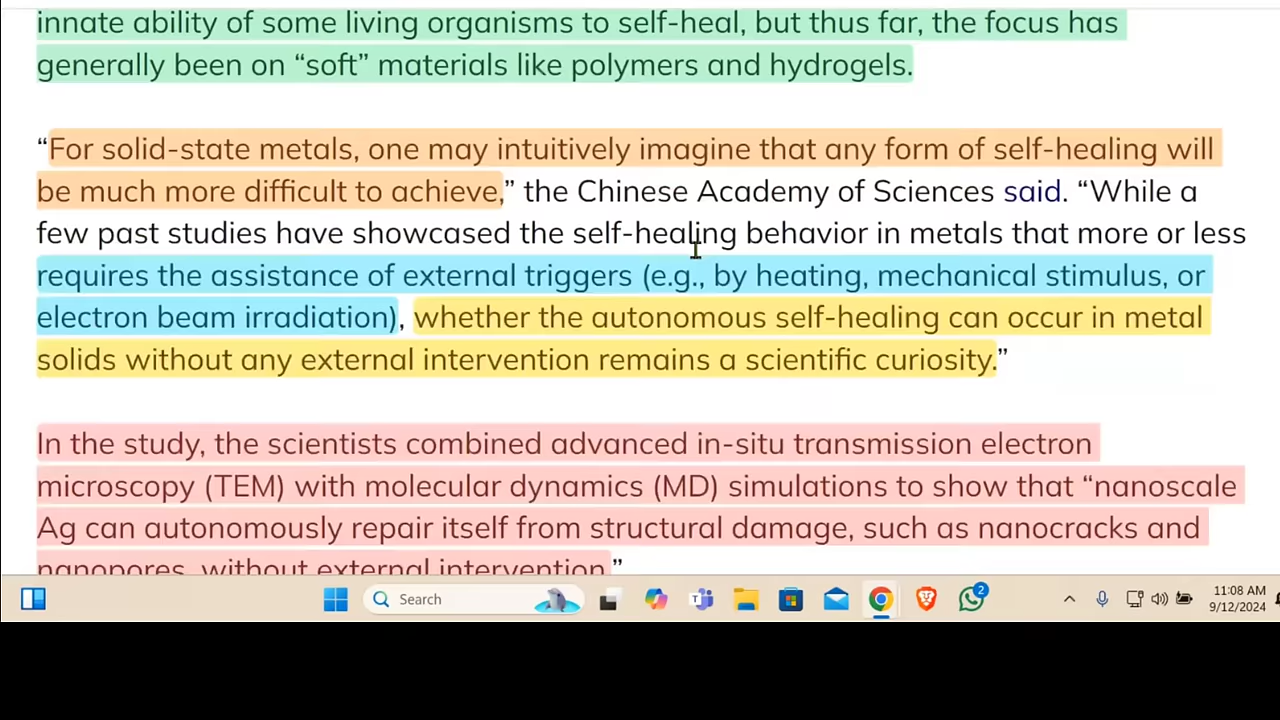 innate ability of some living organisms to self-heal, but thus far, the focus has
generally been on “soft” materials like polymers and hydrogels.
“For solid-state metals, one may intuitively imagine that any form of self-healing will
be much more difficult to achieve,” the Chinese Academy of Sciences said. “While a
few past studies have showcased the self-healing behavior in metals that more or less
requires the assistance of external triggers (e.g., by heating, mechanical stimulus, or
electron beam irradiation), whether the autonomous self-healing can occur in metal
solids without any external intervention remains a scientific curiosity.”
In the study, the scientists combined advanced in-situ transmission electron
microscopy (TEM) with molecular dynamics (MD) simulations to show that “nanoscale
Ag can autonomously repair itself from structural damage, such as nanocracks and
nanopores, without external intervention.”
Search
2
11:08 AM
9/12/2024